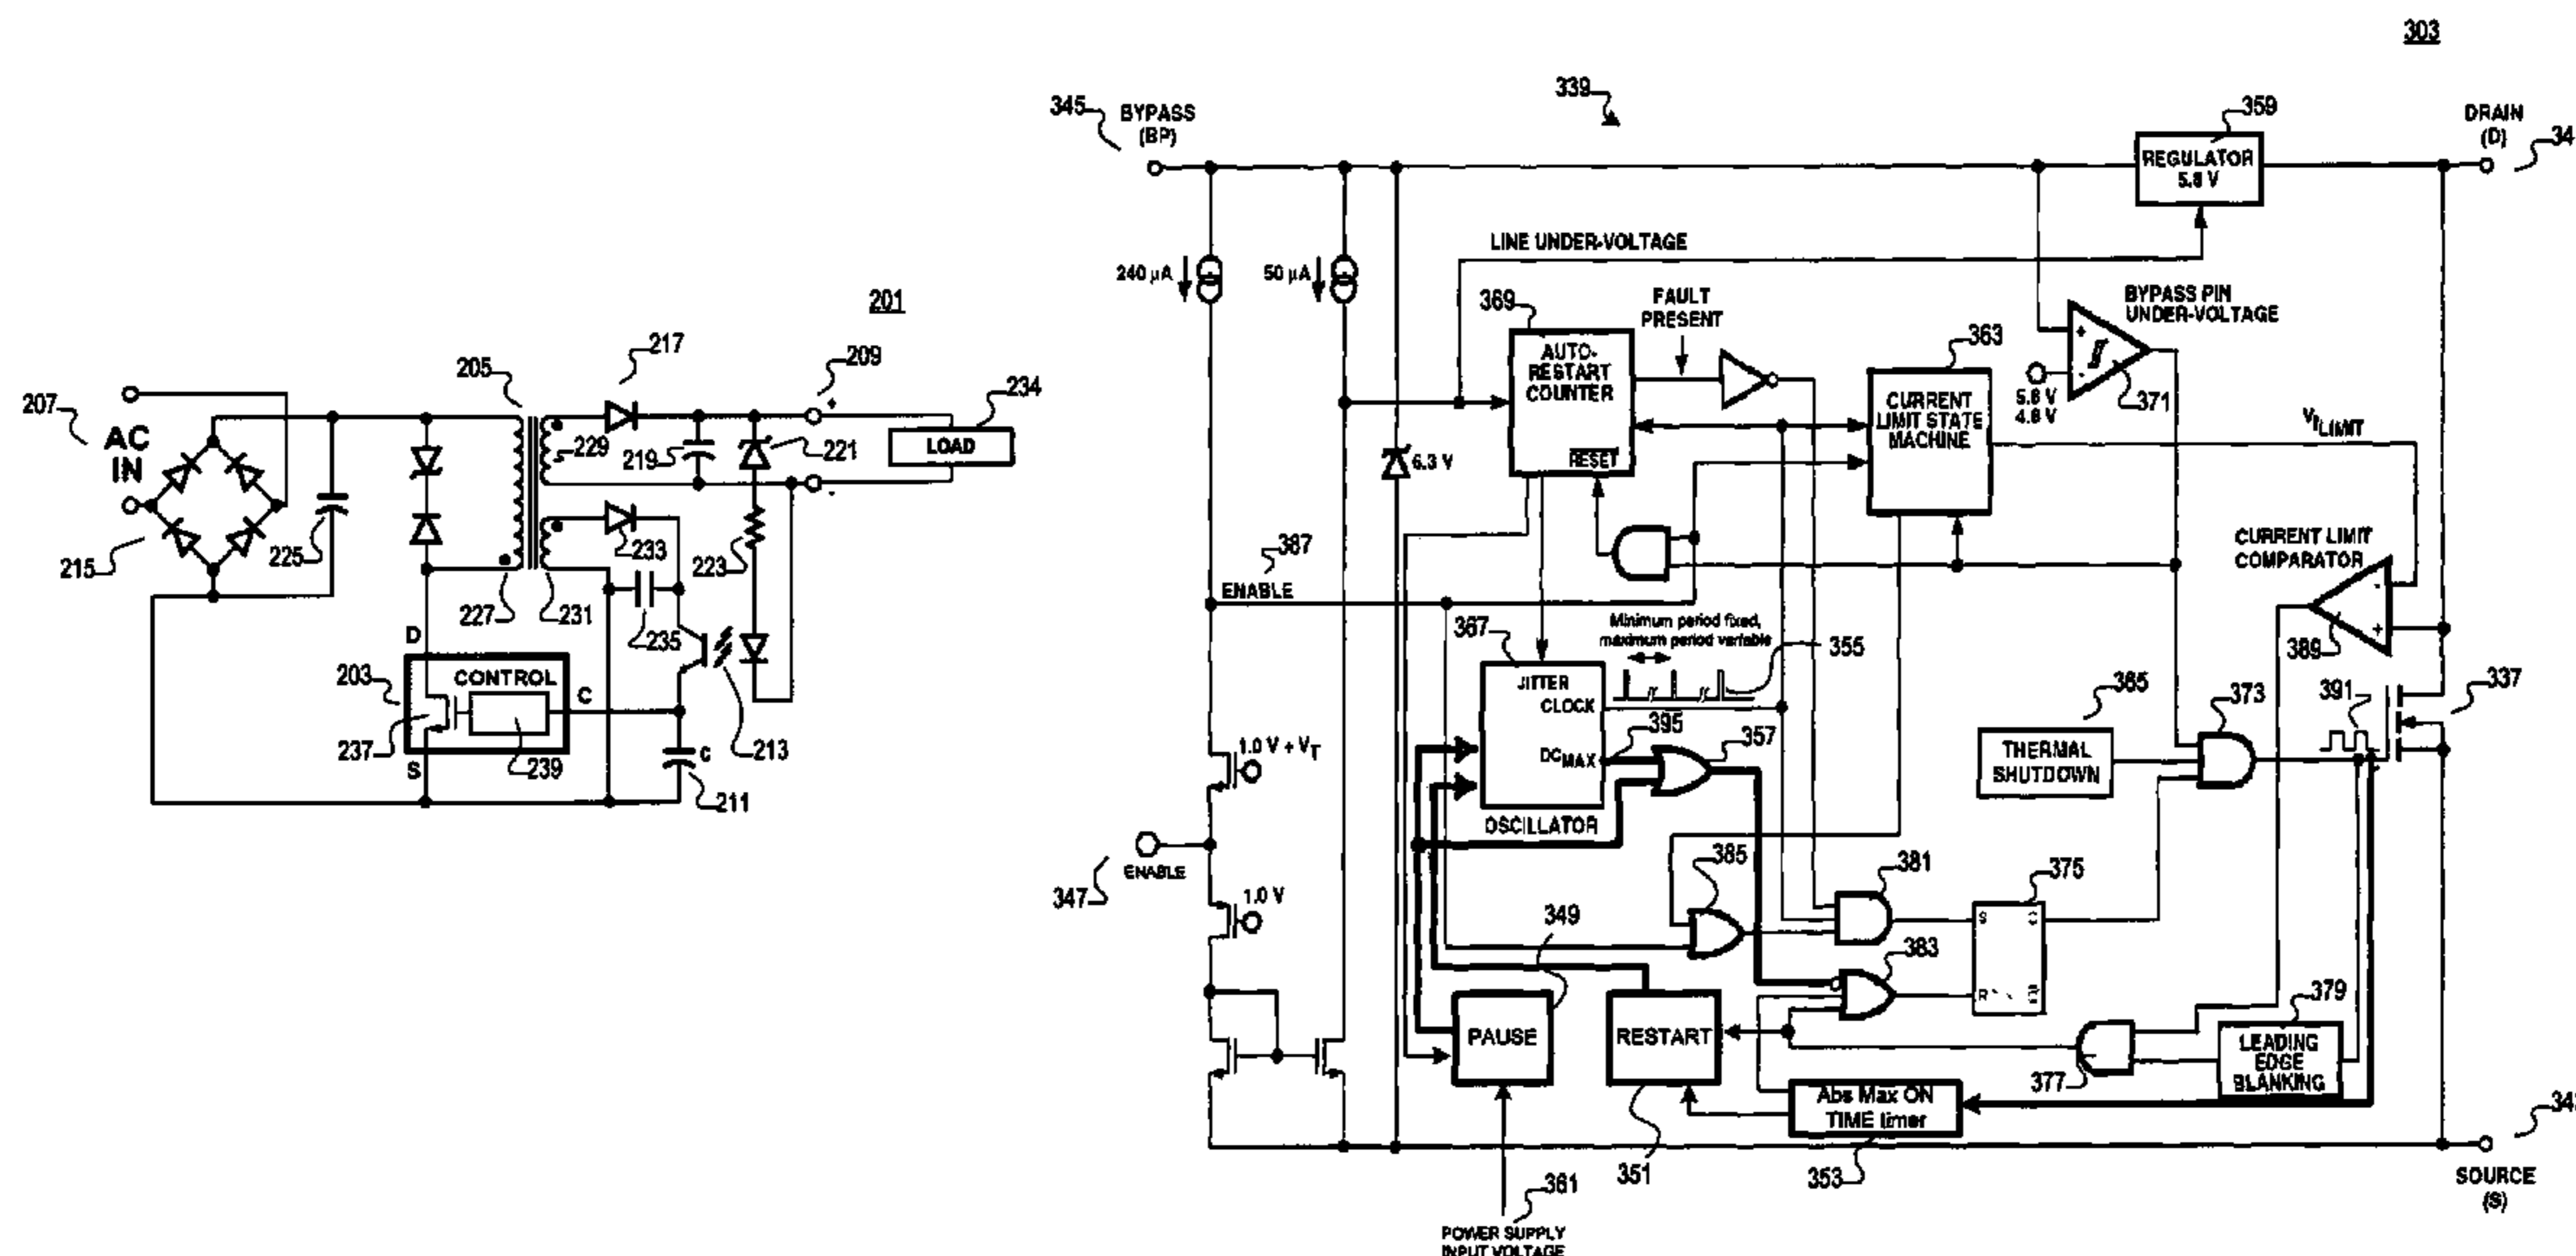 201
207
AC
IN
215
225
205
217
229
219
209
+
-
221
234
LOAD
223
233
227
231
235
D
203
CONTROL
C
237
S
239
213
C
211
303
339
345
BYPASS
(BP)
359
REGULATOR
5.8 V
DRAIN
(D)
34
LINE UNDER-VOLTAGE
240 µA
50 µA
369
AUTO-
RESTART
COUNTER
RESET
FAULT
PRESENT
363
CURRENT
LIMIT STATE
MACHINE
BYPASS PIN
UNDER-VOLTAGE
+
-
5.8 V
4.8 V
371
VILIMIT
6.3 V
387
ENABLE
CURRENT LIMIT
COMPARATOR
-
+
389
Minimum period fixed,
maximum period variable
355
367
JITTER
CLOCK
395
DCMAX
357
OSCILLATOR
365
THERMAL
SHUTDOWN
373
391
337
1.0 V + VT
ENABLE
347
1.0 V
385
381
375
S
Q
349
383
R
379
PAUSE
RESTART
LEADING
EDGE
BLANKING
377
Abs Max ON
TIME timer
351
353
34
SOURCE
(S)
361
POWER SUPPLY
INPUT VOLTAGE